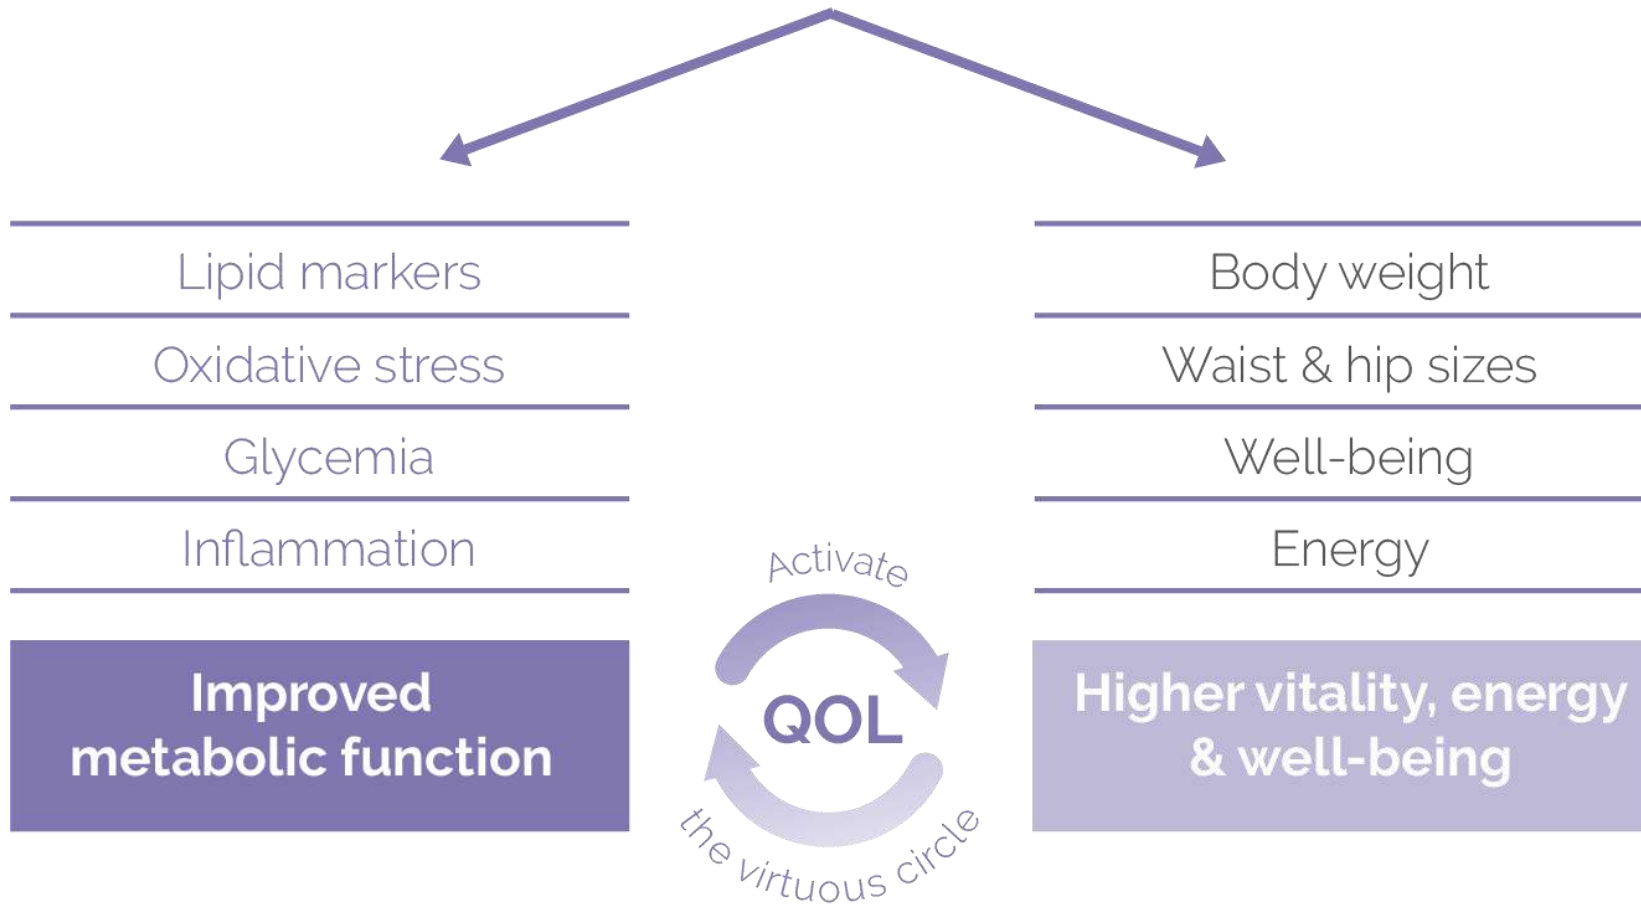 Lipid markers
Oxidative stress
Glycemia
Inflammation
Improved
metabolic function
Activate
QOL
the virtuous circle
Body weight
Waist & hip sizes
Well-being
Energy
Higher vitality, energy
& well-being